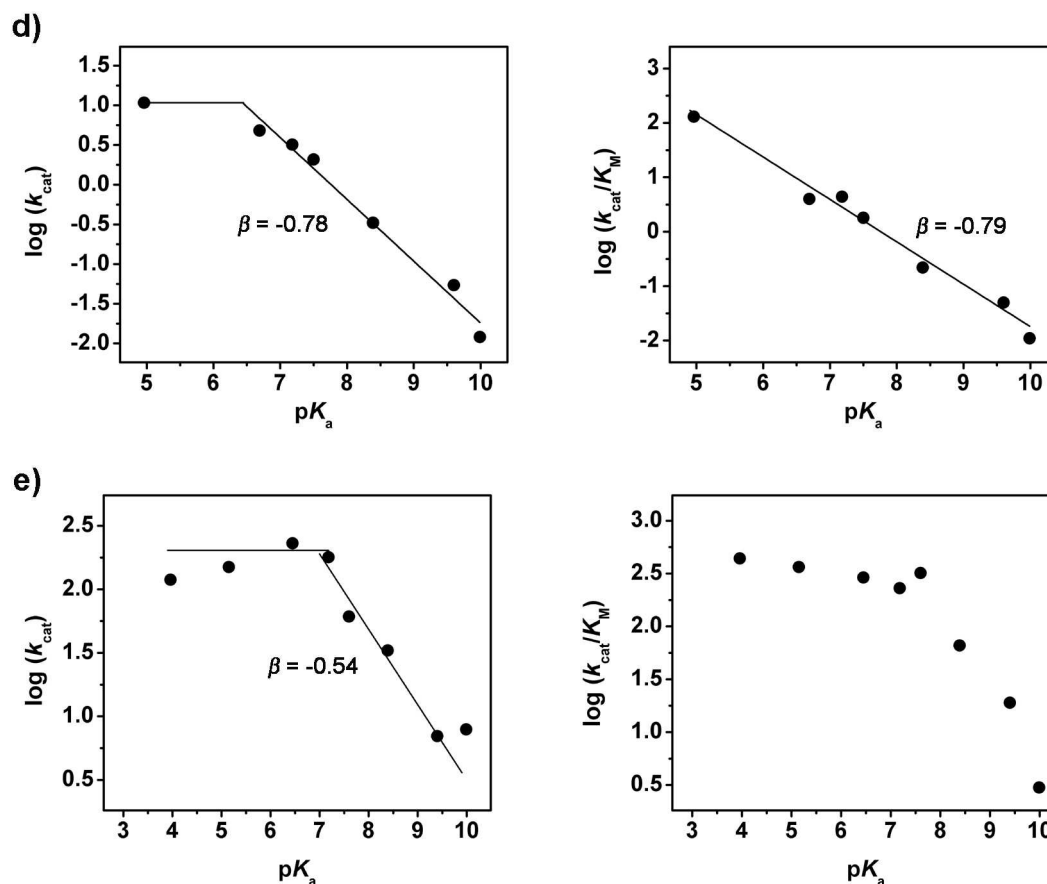 d)
log (kcat)
1.5
1.0
0.5
0.0
-0.5
-1.0
-1.5
-2.0
β = -0.78
5 6 7 8 9 10
pKa
log (kcat/KM)
3
2
1
0
-1
-2
β = -0.79
5 6 7 8 9 10
pKa
e)
log (kcat)
2.5
2.0
1.5
1.0
0.5
β = -0.54
3 4 5 6 7 8 9 10
pKa
log (kcat/KM)
3.0
2.5
2.0
1.5
1.0
0.5
3 4 5 6 7 8 9 10
pKa